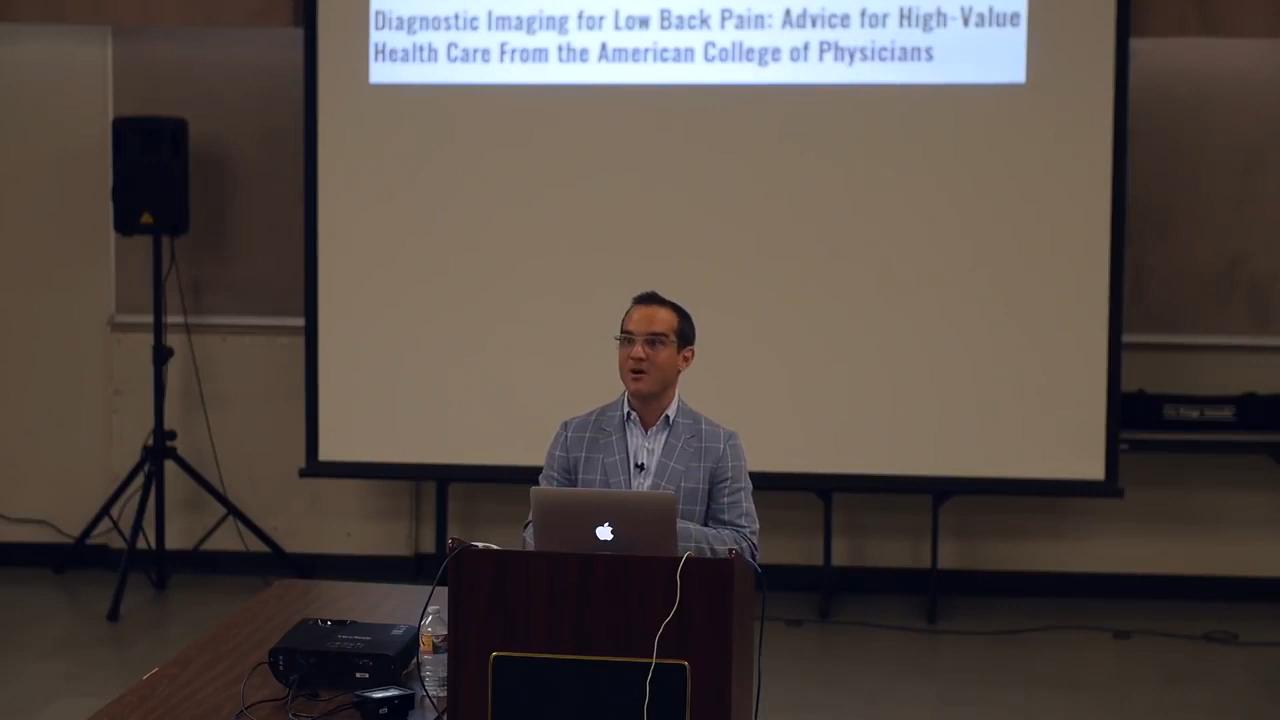 Diagnostic Imaging for Low Back Pain: Advice for High-Value
Health Care From the American College of Physicians